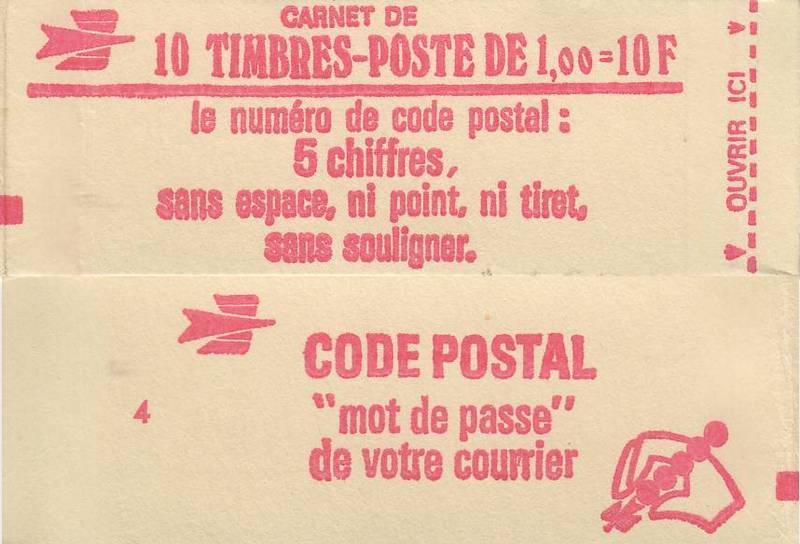 CARNET DE
10 TIMBRES-POSTE DE 1,00=10F
le numéro de code postal :
5 chiffres,
sans espace, ni point, ni tiret,
sans souligner.
OUVRIR ICI
CODE POSTAL
"mot de passe"
4
de votre courrier